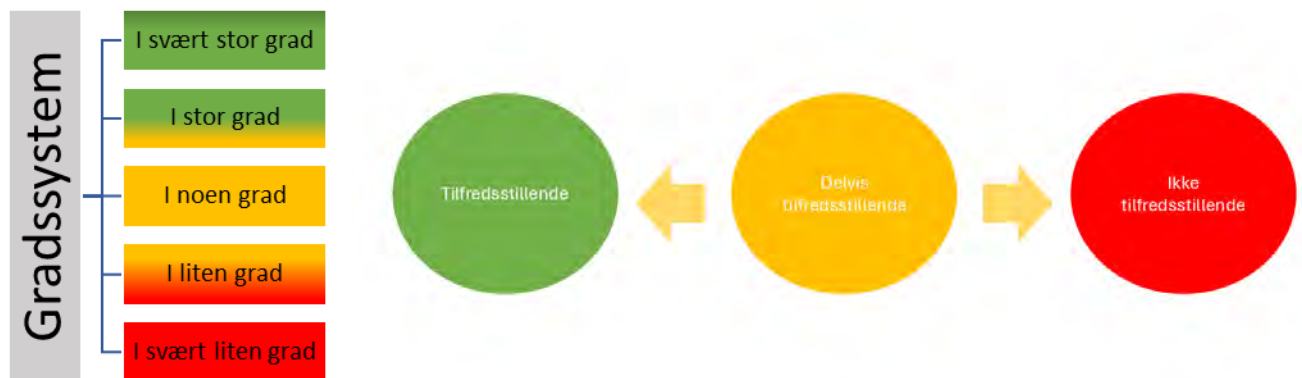 Gradssystem
I svært stor grad
I stor grad
I noen grad
I liten grad
I svært liten grad
Tilfredsstillende
Delvis
tilfredsstillende
Ikke
tilfredsstillende